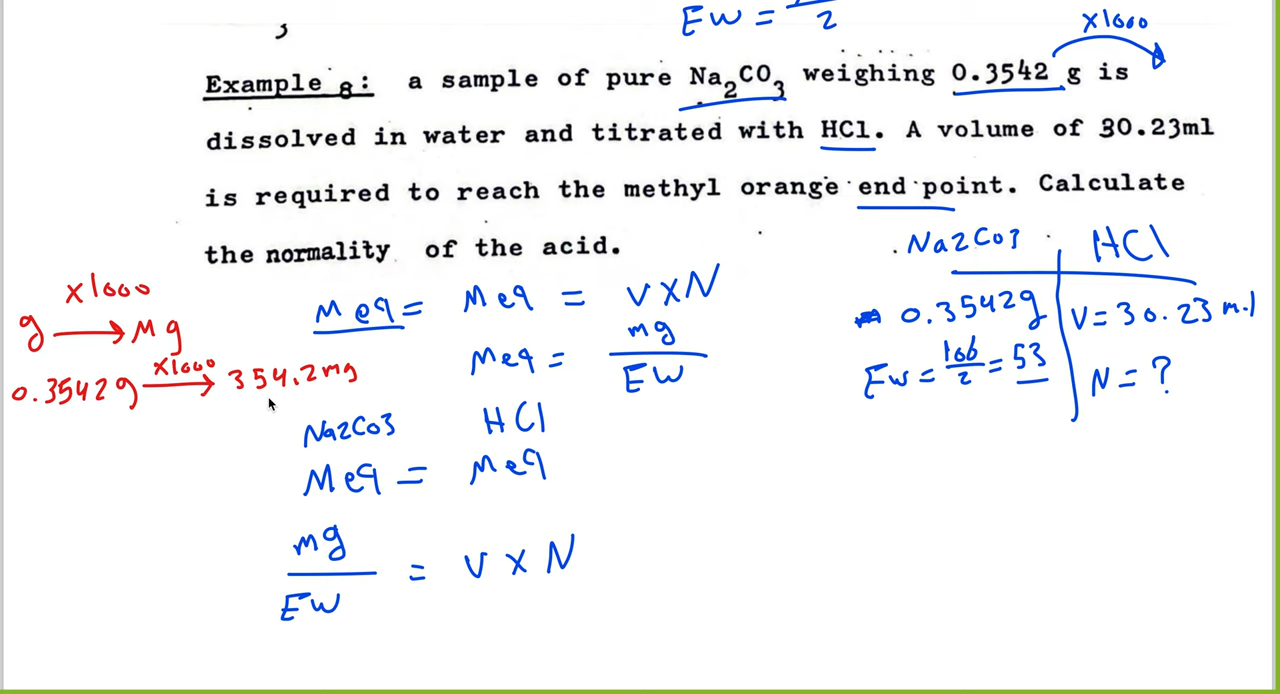 EW = 2
x1000
Example 8: a sample of pure Na2CO3 weighing 0.3542 g is
dissolved in water and titrated with HCl. A volume of 30.23ml
is required to reach the methyl orange end point. Calculate
the normality of the acid.
Na2Co3 HCl
0.3542g V=30.23 m.l
EW = 106/2 = 53 N = ?
x1000
g → Mg
0.3542g x1000 → 354.2mg
Meq = Meq = V x N
Meq = mg / EW
Na2Co3 HCl
Meq = Meq
mg / EW = V x N